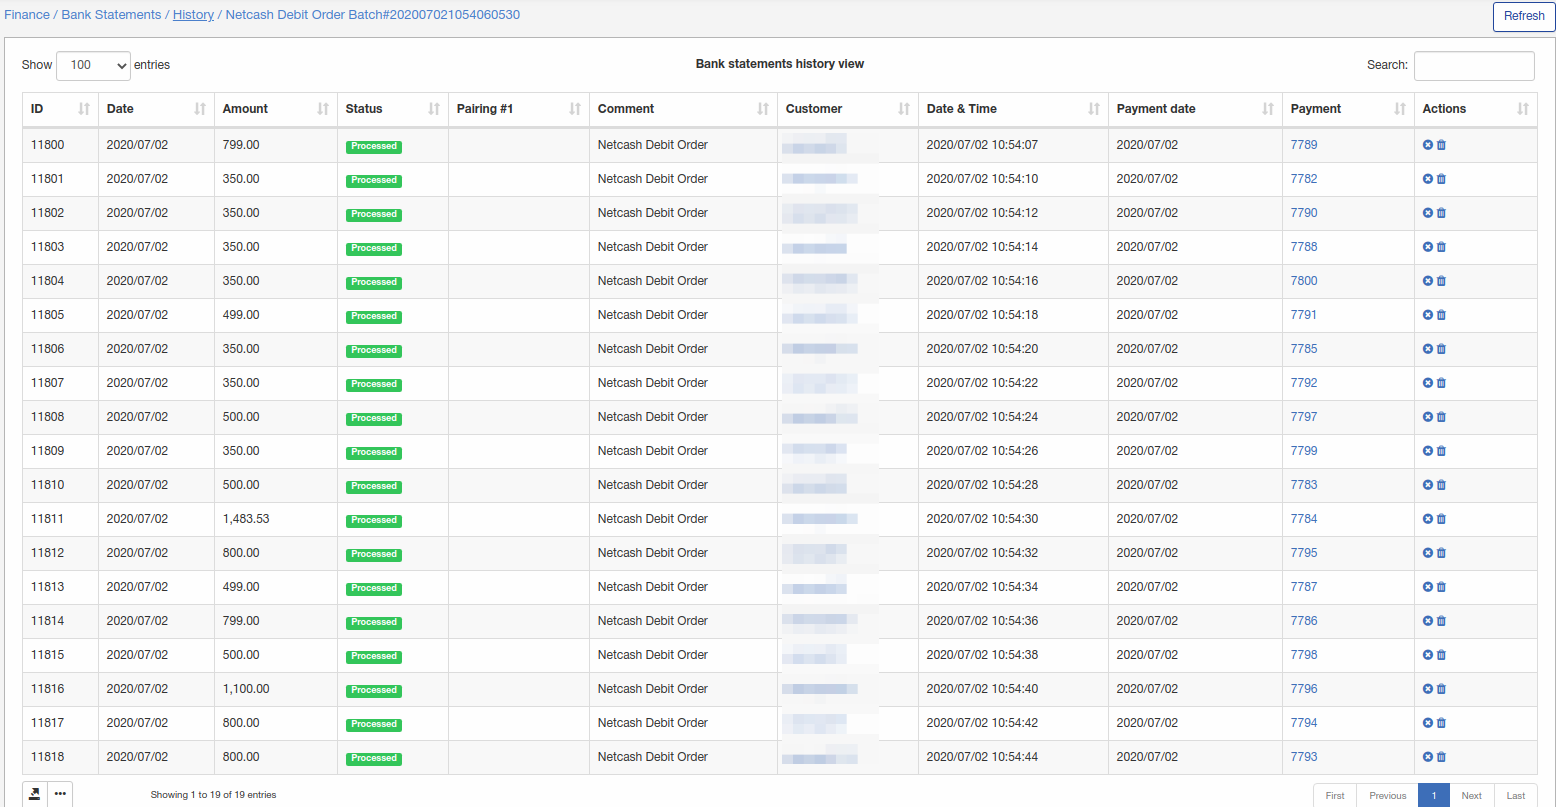 Finance / Bank Statements / History / Netcash Debit Order Batch#202007021054060530 Refresh
Show 100 entries Bank statements history view Search:
ID Date Amount Status Pairing #1 Comment Customer Date & Time Payment date Payment Actions
11800 2020/07/02 799.00 Processed Netcash Debit Order 2020/07/02 10:54:07 2020/07/02 7789
11801 2020/07/02 350.00 Processed Netcash Debit Order 2020/07/02 10:54:10 2020/07/02 7782
11802 2020/07/02 350.00 Processed Netcash Debit Order 2020/07/02 10:54:12 2020/07/02 7790
11803 2020/07/02 350.00 Processed Netcash Debit Order 2020/07/02 10:54:14 2020/07/02 7788
11804 2020/07/02 350.00 Processed Netcash Debit Order 2020/07/02 10:54:16 2020/07/02 7800
11805 2020/07/02 499.00 Processed Netcash Debit Order 2020/07/02 10:54:18 2020/07/02 7791
11806 2020/07/02 350.00 Processed Netcash Debit Order 2020/07/02 10:54:20 2020/07/02 7785
11807 2020/07/02 350.00 Processed Netcash Debit Order 2020/07/02 10:54:22 2020/07/02 7792
11808 2020/07/02 500.00 Processed Netcash Debit Order 2020/07/02 10:54:24 2020/07/02 7797
11809 2020/07/02 350.00 Processed Netcash Debit Order 2020/07/02 10:54:26 2020/07/02 7799
11810 2020/07/02 500.00 Processed Netcash Debit Order 2020/07/02 10:54:28 2020/07/02 7783
11811 2020/07/02 1,483.53 Processed Netcash Debit Order 2020/07/02 10:54:30 2020/07/02 7784
11812 2020/07/02 800.00 Processed Netcash Debit Order 2020/07/02 10:54:32 2020/07/02 7795
11813 2020/07/02 499.00 Processed Netcash Debit Order 2020/07/02 10:54:34 2020/07/02 7787
11814 2020/07/02 799.00 Processed Netcash Debit Order 2020/07/02 10:54:36 2020/07/02 7786
11815 2020/07/02 500.00 Processed Netcash Debit Order 2020/07/02 10:54:38 2020/07/02 7798
11816 2020/07/02 1,100.00 Processed Netcash Debit Order 2020/07/02 10:54:40 2020/07/02 7796
11817 2020/07/02 800.00 Processed Netcash Debit Order 2020/07/02 10:54:42 2020/07/02 7794
11818 2020/07/02 800.00 Processed Netcash Debit Order 2020/07/02 10:54:44 2020/07/02 7793
Showing 1 to 19 of 19 entries First Previous 1 Next Last